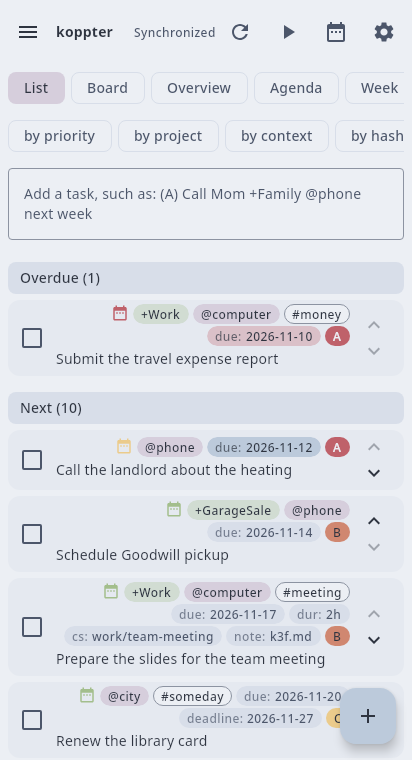 koppter Synchronized
List Board Overview Agenda Week
by priority by project by context by hash
Add a task, such as: (A) Call Mom +Family @phone
next week
Overdue (1)
+Work @computer #money
due: 2026-11-10 A
Submit the travel expense report
Next (10)
@phone due: 2026-11-12 A
Call the landlord about the heating
+GarageSale @phone
due: 2026-11-14 B
Schedule Goodwill pickup
+Work @computer #meeting
due: 2026-11-17 dur: 2h
cs: work/team-meeting note: k3f.md B
Prepare the slides for the team meeting
@city #someday due: 2026-11-20
deadline: 2026-11-27
Renew the library card